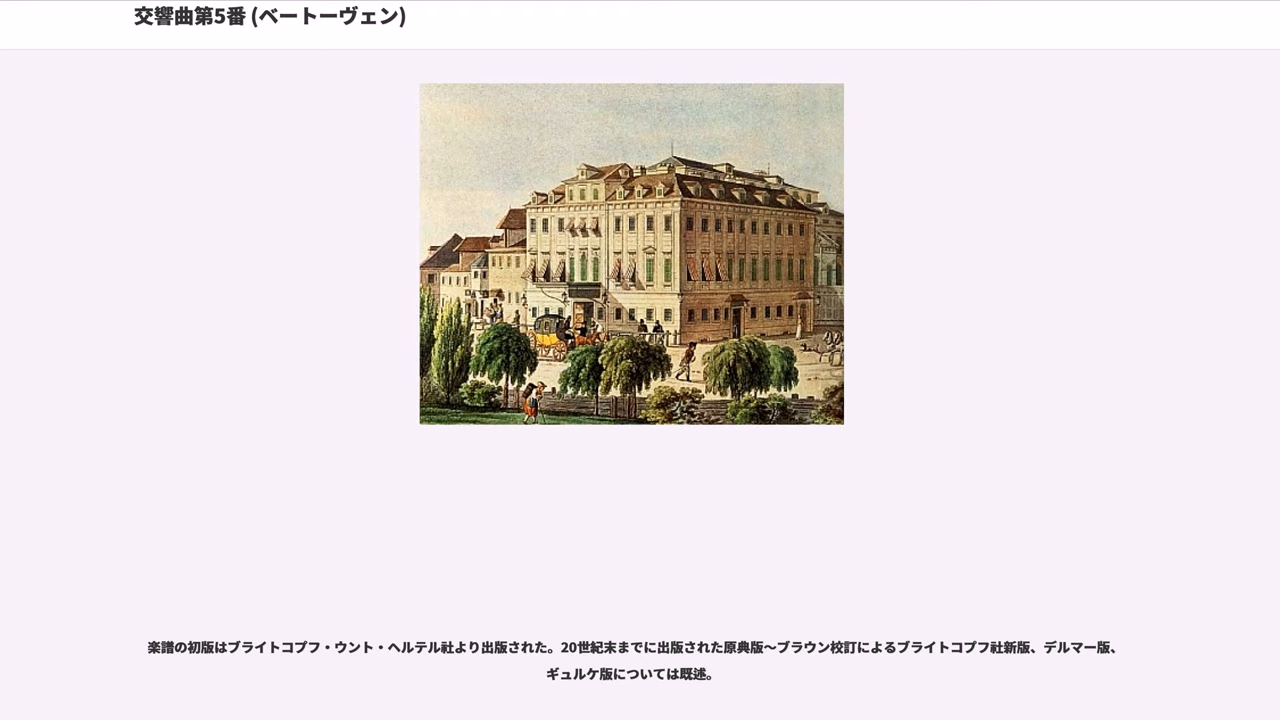 交響曲第5番 (ベートーヴェン)
楽譜の初版はブライトコプフ・ウント・ヘルテル社より出版された。20世紀末までに出版された原典版〜ブラウン校訂によるブライトコプフ社新版、デルマー版、
ギュルケ版については既述。